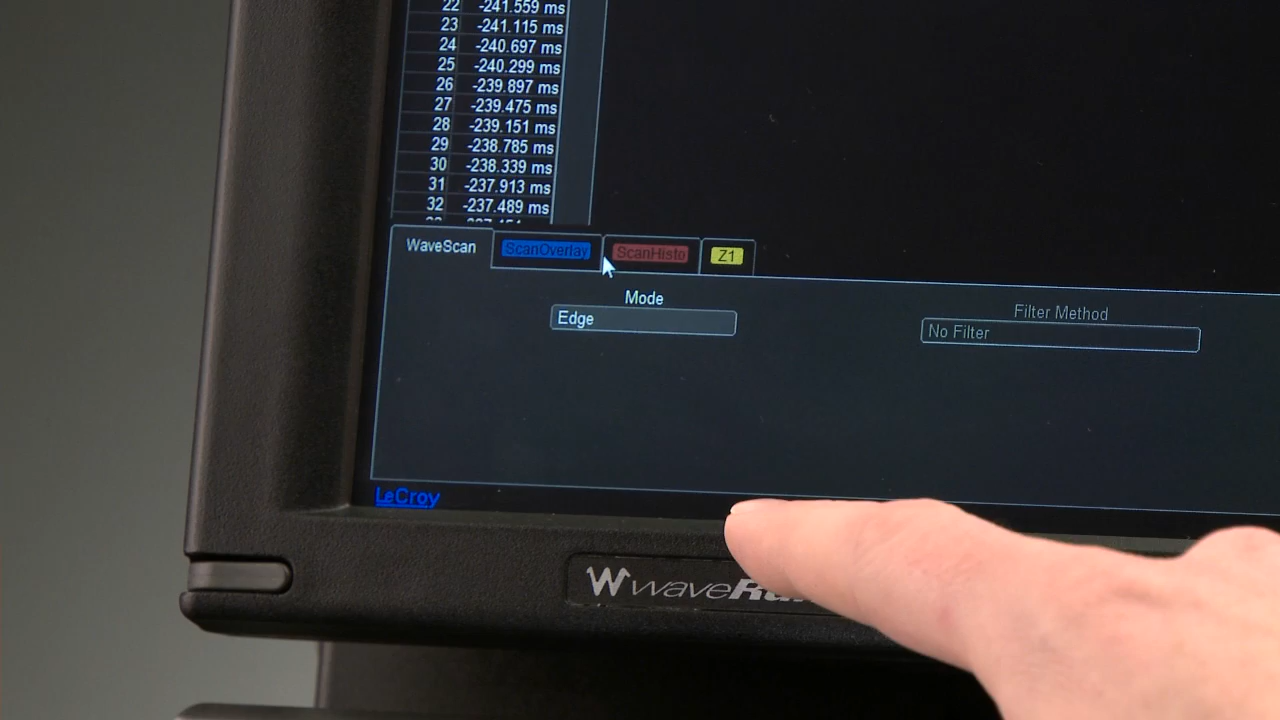 22 -241.559 ms
23 -241.115 ms
24 -240.697 ms
25 -240.299 ms
26 -239.897 ms
27 -239.475 ms
28 -239.151 ms
29 -238.785 ms
30 -238.339 ms
31 -237.913 ms
32 -237.489 ms
WaveScan ScanOverlay ScanHisto Z1
Mode
Edge
Filter Method
No Filter
LeCroy
WaveRu